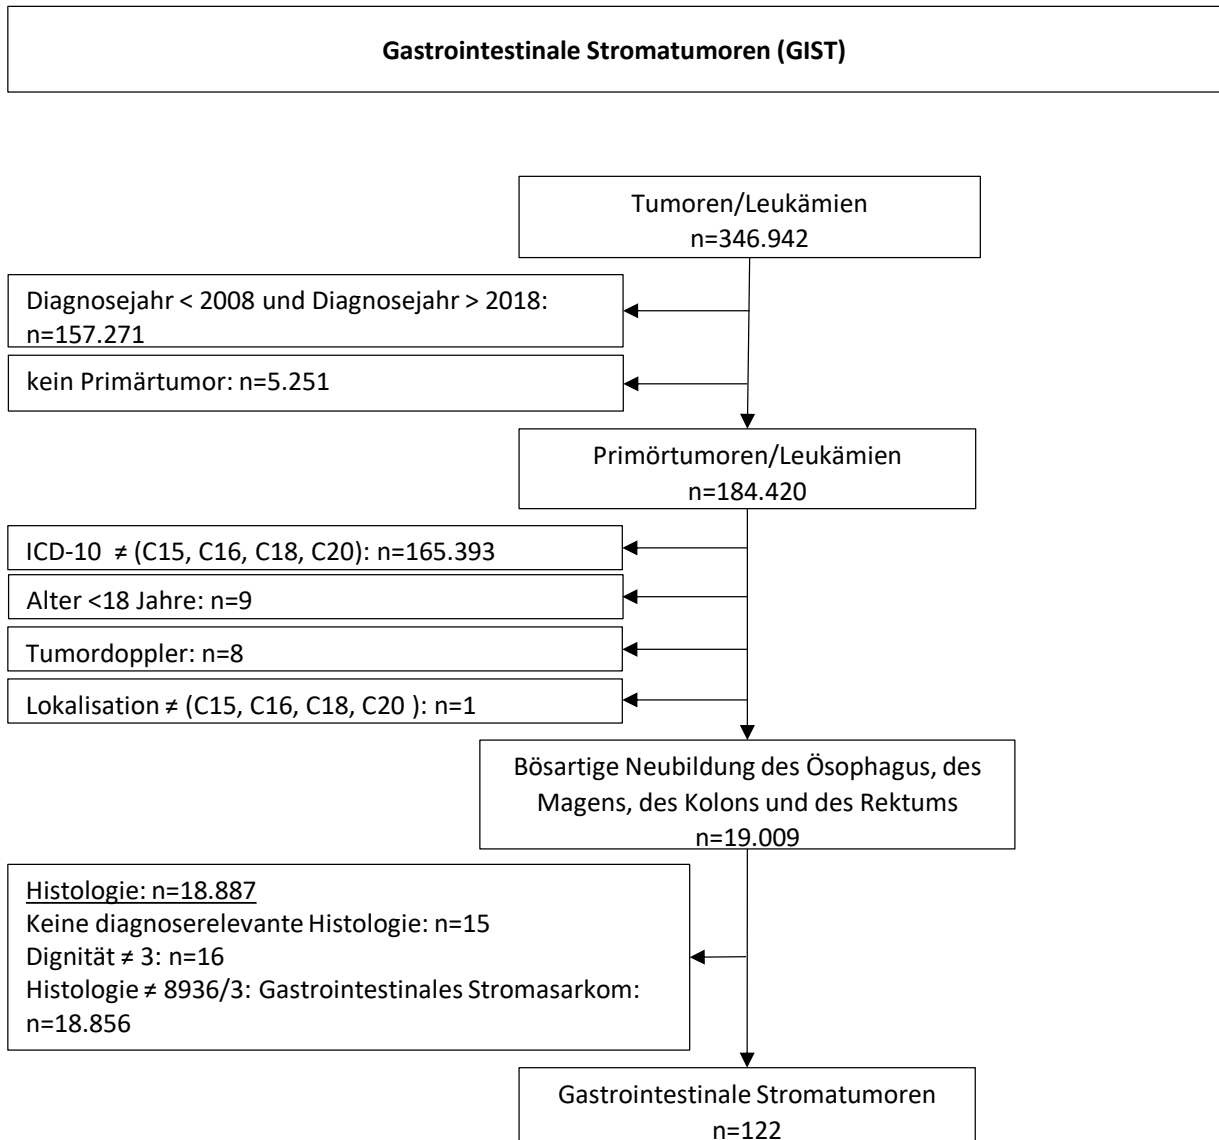 Gastrointestinale Stromatumoren (GIST)
Tumoren/Leukämien
n=346.942
Diagnosejahr < 2008 und Diagnosejahr > 2018:
n=157.271
kein Primärtumor: n=5.251
Primörtumoren/Leukämien
n=184.420
ICD-10 ≠ (C15, C16, C18, C20): n=165.393
Alter <18 Jahre: n=9
Tumordoppler: n=8
Lokalisation ≠ (C15, C16, C18, C20 ): n=1
Bösartige Neubildung des Ösophagus, des
Magens, des Kolons und des Rektums
n=19.009
Histologie: n=18.887
Keine diagnoserelevante Histologie: n=15
Dignität ≠ 3: n=16
Histologie ≠ 8936/3: Gastrointestinales Stromasarkom:
n=18.856
Gastrointestinale Stromatumoren
n=122